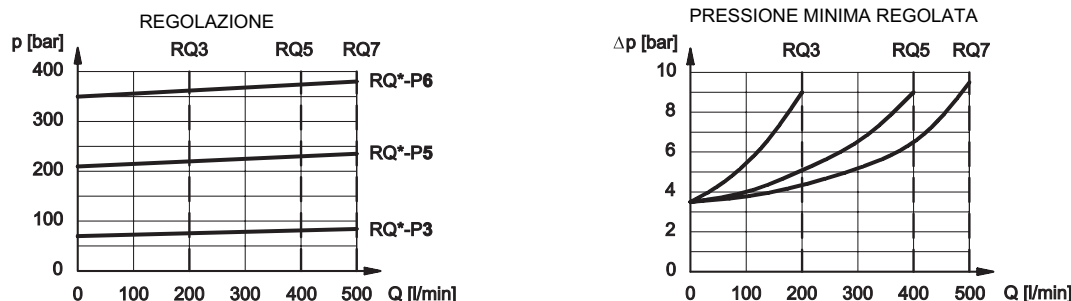 REGOLAZIONE
p [bar]
RQ3 RQ5 RQ7
400
300
200
100
0
RQ*-P6
RQ*-P5
RQ*-P3
0 100 200 300 400 500 Q [l/min]
PRESSIONE MINIMA REGOLATA
Δp [bar]
RQ3 RQ5 RQ7
10
8
6
4
2
0
0 100 200 300 400 500 Q [l/min]